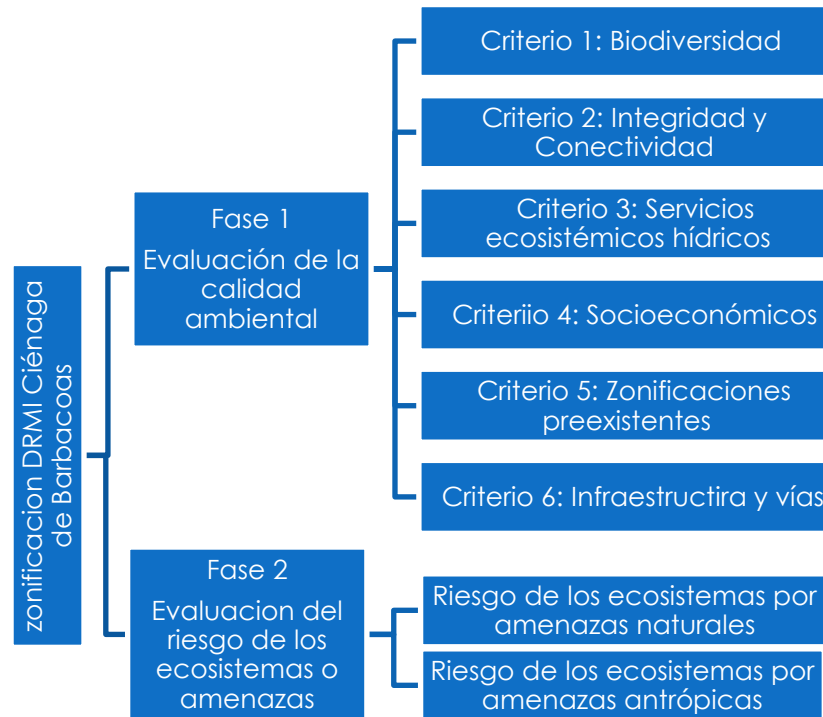 zonificacion DRMI Ciénaga
de Barbacoas
Fase 1
Evaluación de la
calidad
ambiental
Criterio 1: Biodiversidad
Criterio 2: Integridad y
Conectividad
Criterio 3: Servicios
ecosistémicos hídricos
Criteriio 4: Socioeconómicos
Criterio 5: Zonificaciones
preexistentes
Criterio 6: Infraestructira y vías
Fase 2
Evaluacion del
riesgo de los
ecosistemas o
amenazas
Riesgo de los ecosistemas por
amenazas naturales
Riesgo de los ecosistemas por
amenazas antrópicas